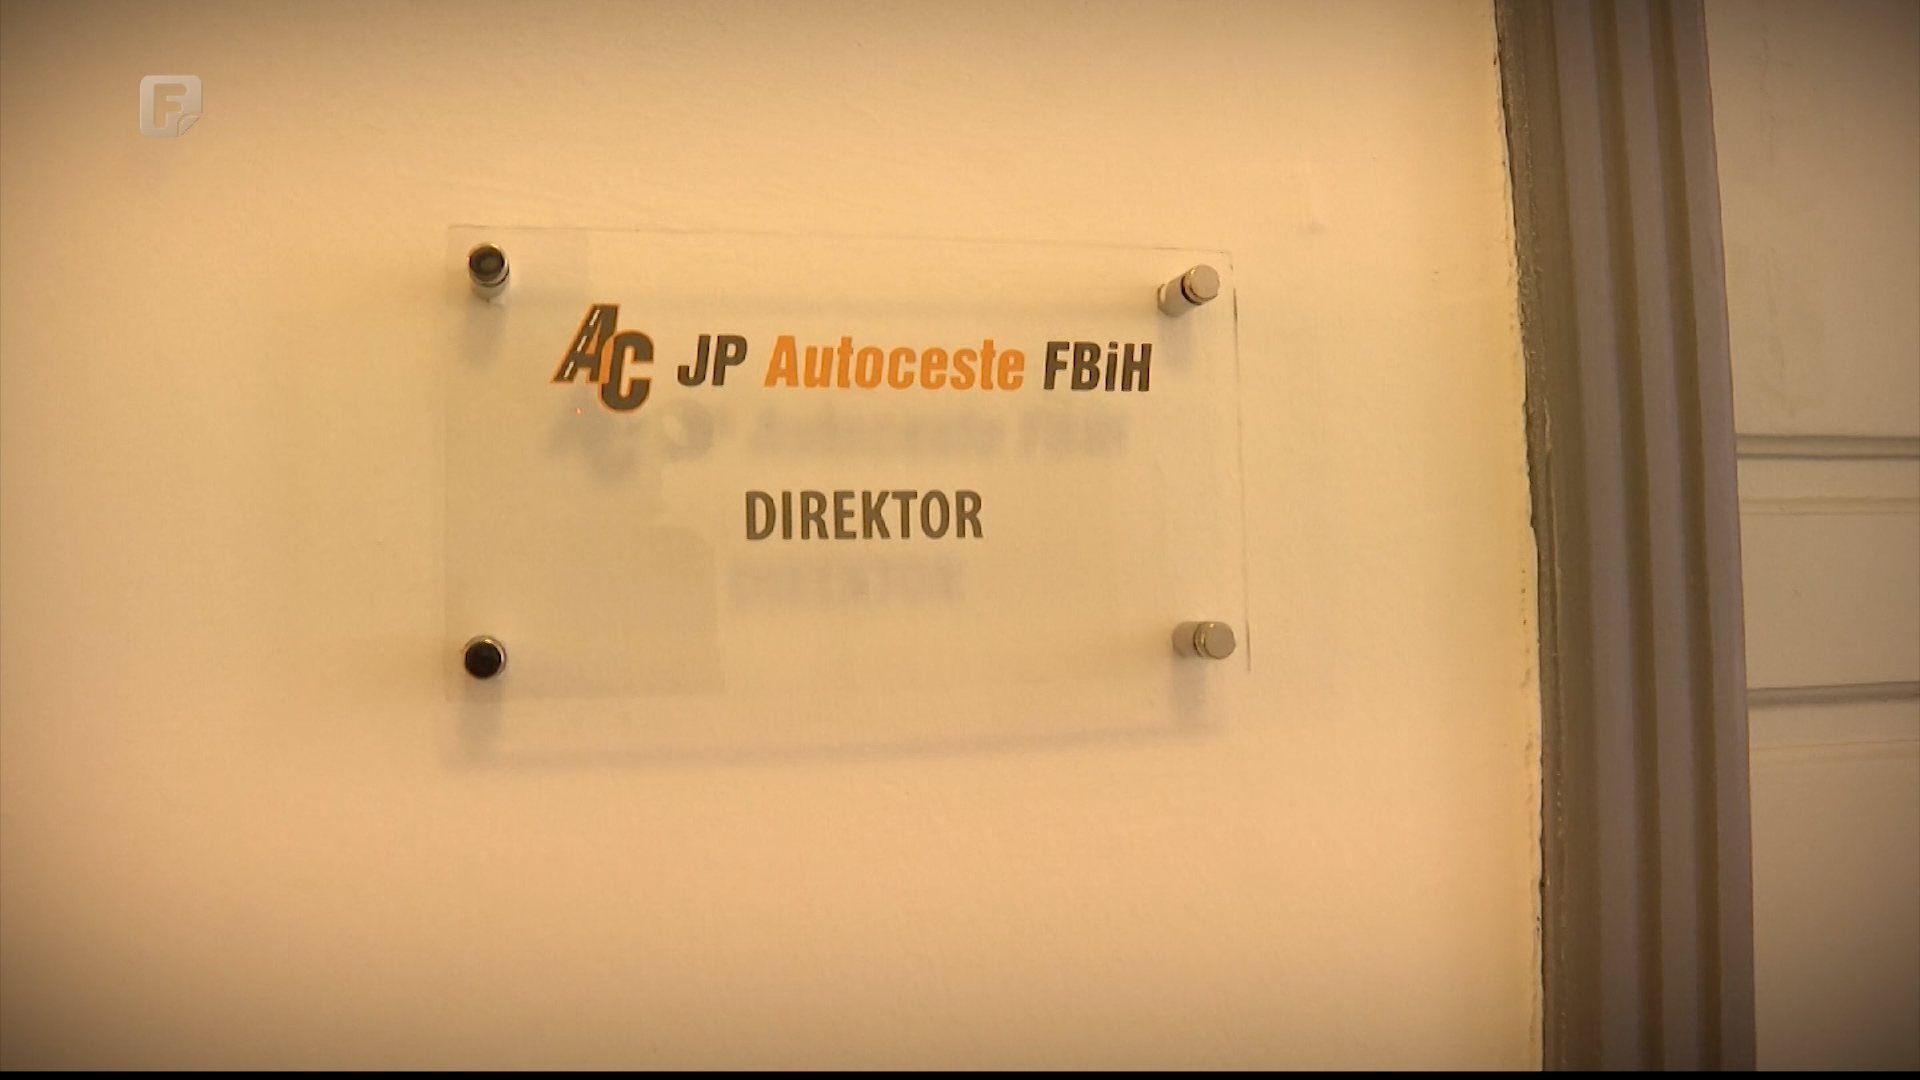 F
AC JP Autoceste FBiH
DIREKTOR